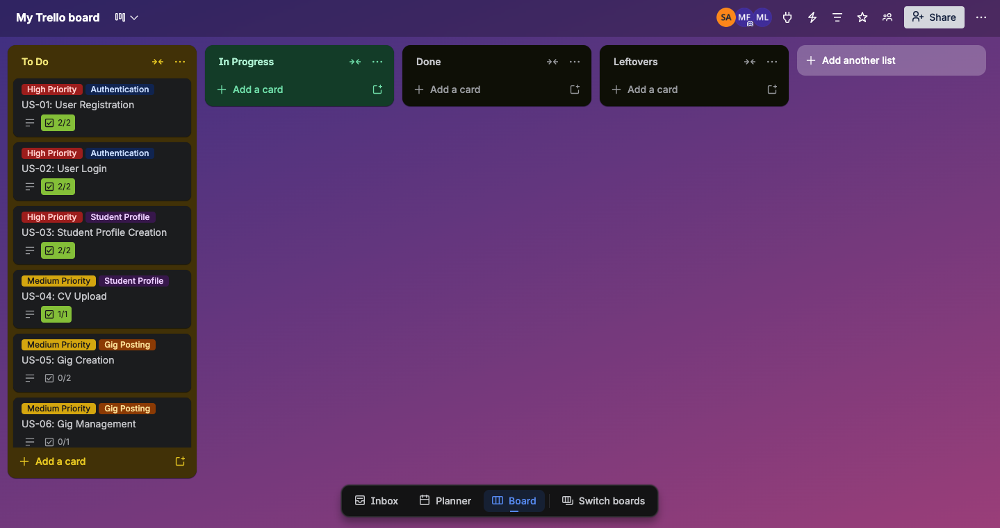 My Trello board
SA MF ML
Share
To Do
High Priority Authentication
US-01: User Registration
2/2
High Priority Authentication
US-02: User Login
2/2
High Priority Student Profile
US-03: Student Profile Creation
2/2
Medium Priority Student Profile
US-04: CV Upload
1/1
Medium Priority Gig Posting
US-05: Gig Creation
0/2
Medium Priority Gig Posting
US-06: Gig Management
0/1
Add a card
In Progress
Add a card
Done
Add a card
Leftovers
Add a card
Add another list
Inbox
Planner
Board
Switch boards